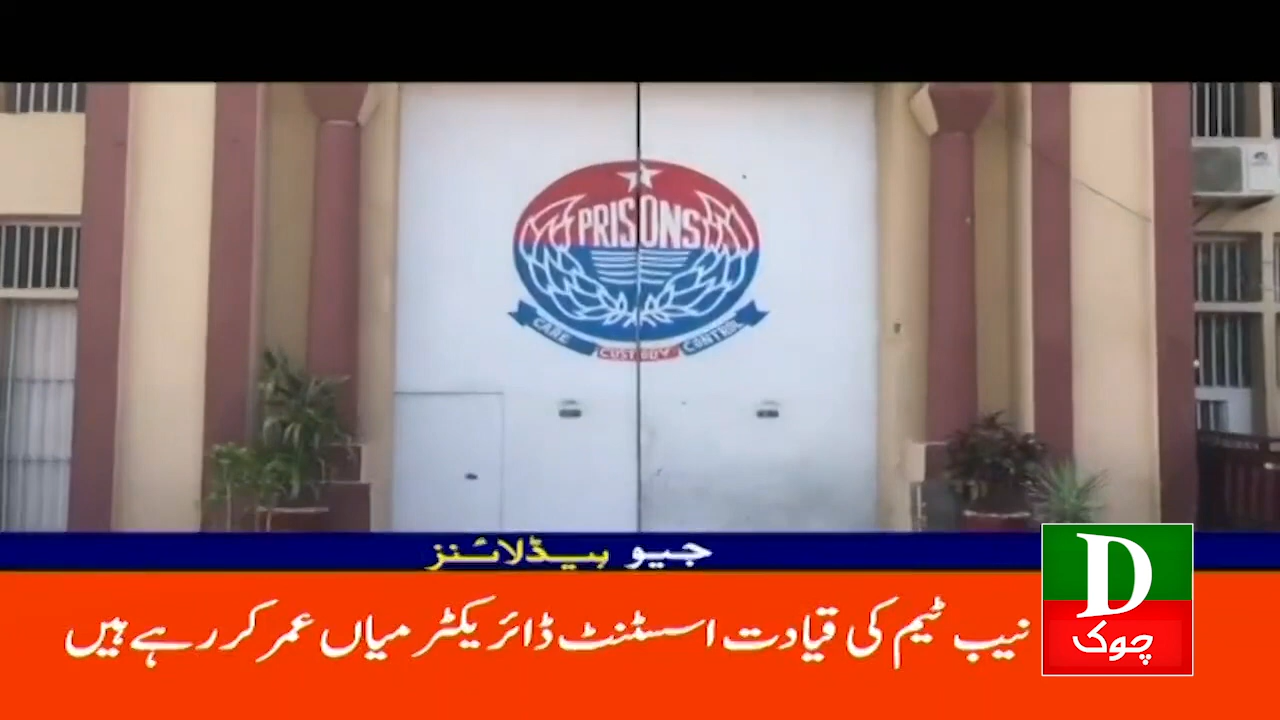 PRISONS
CARE CUSTODY CONTROL
جیو ہیڈلائنز
نیب ٹیم کی قیادت اسسٹنٹ ڈائریکٹر میاں عمر کر رہے ہیں
D
چوک